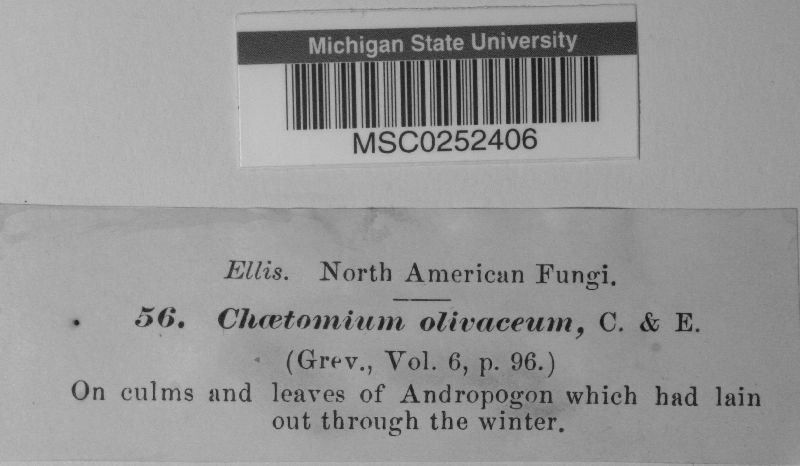 Michigan State University
MSC0252406
Ellis. North American Fungi.
56. Chætomium olivaceum, C. & E.
(Grev., Vol. 6, p. 96.)
On culms and leaves of Andropogon which had lain
out through the winter.